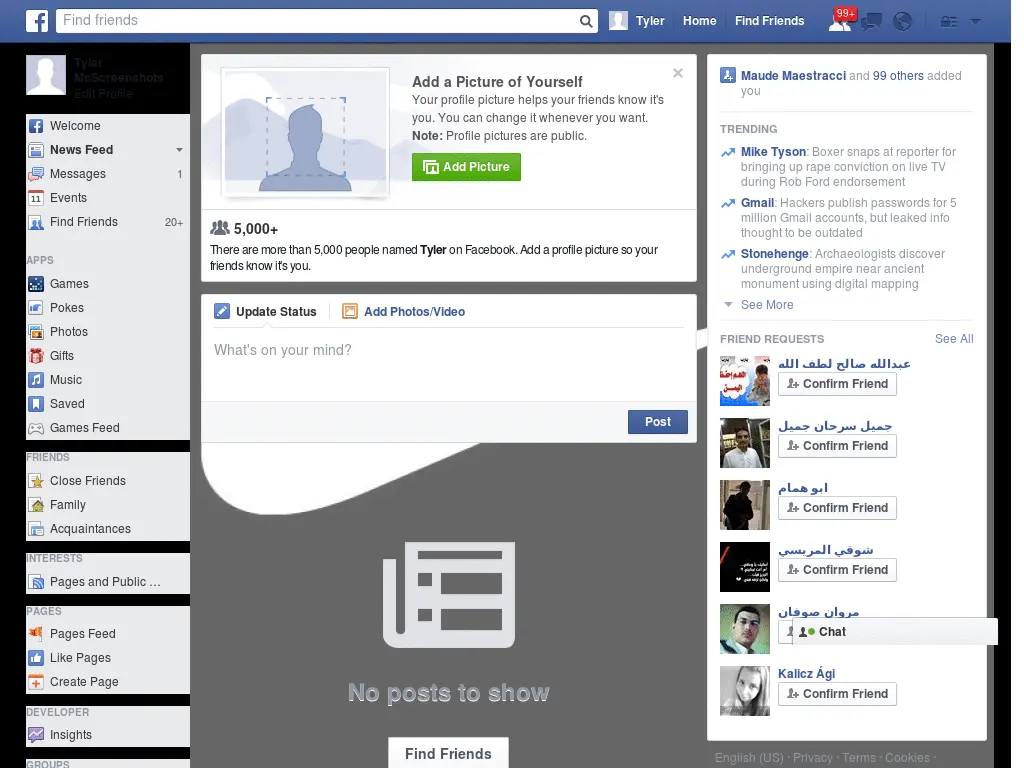 Find friends
Tyler
Home
Find Friends
99+
Tyler
McScreenshots
Edit Profile
Welcome
News Feed
Messages 1
11
Events
Find Friends 20+
APPS
Games
Pokes
Photos
Gifts
Music
Saved
Games Feed
FRIENDS
Close Friends
Family
Acquaintances
INTERESTS
Pages and Public ...
PAGES
Pages Feed
Like Pages
Create Page
DEVELOPER
Insights
GROUPS
Add a Picture of Yourself
Your profile picture helps your friends know it's
you. You can change it whenever you want.
Note: Profile pictures are public.
Add Picture
5,000+
There are more than 5,000 people named Tyler on Facebook. Add a profile picture so your
friends know it's you.
Update Status
Add Photos/Video
What's on your mind?
Post
No posts to show
Find Friends
Maude Maestracci and 99 others added
you
TRENDING
Mike Tyson: Boxer snaps at reporter for
bringing up rape conviction on live TV
during Rob Ford endorsement
Gmail: Hackers publish passwords for 5
million Gmail accounts, but leaked info
thought to be outdated
Stonehenge: Archaeologists discover
underground empire near ancient
monument using digital mapping
See More
FRIEND REQUESTS See All
عبدالله صالح لطف الله
Confirm Friend
جميل سرحان جميل
Confirm Friend
ابو همام
Confirm Friend
شوقي المريسي
Confirm Friend
مروان صوفان
Chat
Kalicz Ági
Confirm Friend
English (US) · Privacy · Terms · Cookies ·